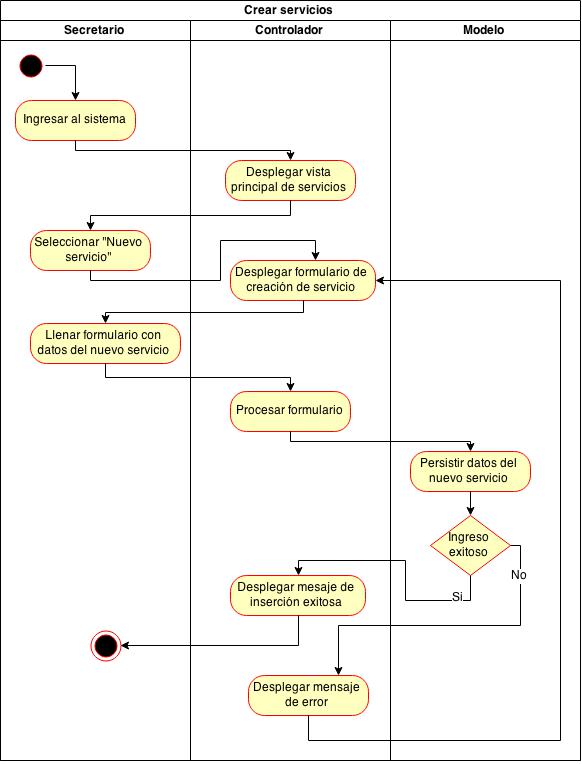 Crear servicios
Secretario
Controlador
Modelo
Ingresar al sistema
Desplegar vista
principal de servicios
Seleccionar "Nuevo
servicio"
Desplegar formulario de
creación de servicio
Llenar formulario con
datos del nuevo servicio
Procesar formulario
Persistir datos del
nuevo servicio
Ingreso
exitoso
No
Si
Desplegar mesaje de
inserción exitosa
Desplegar mensaje
de error